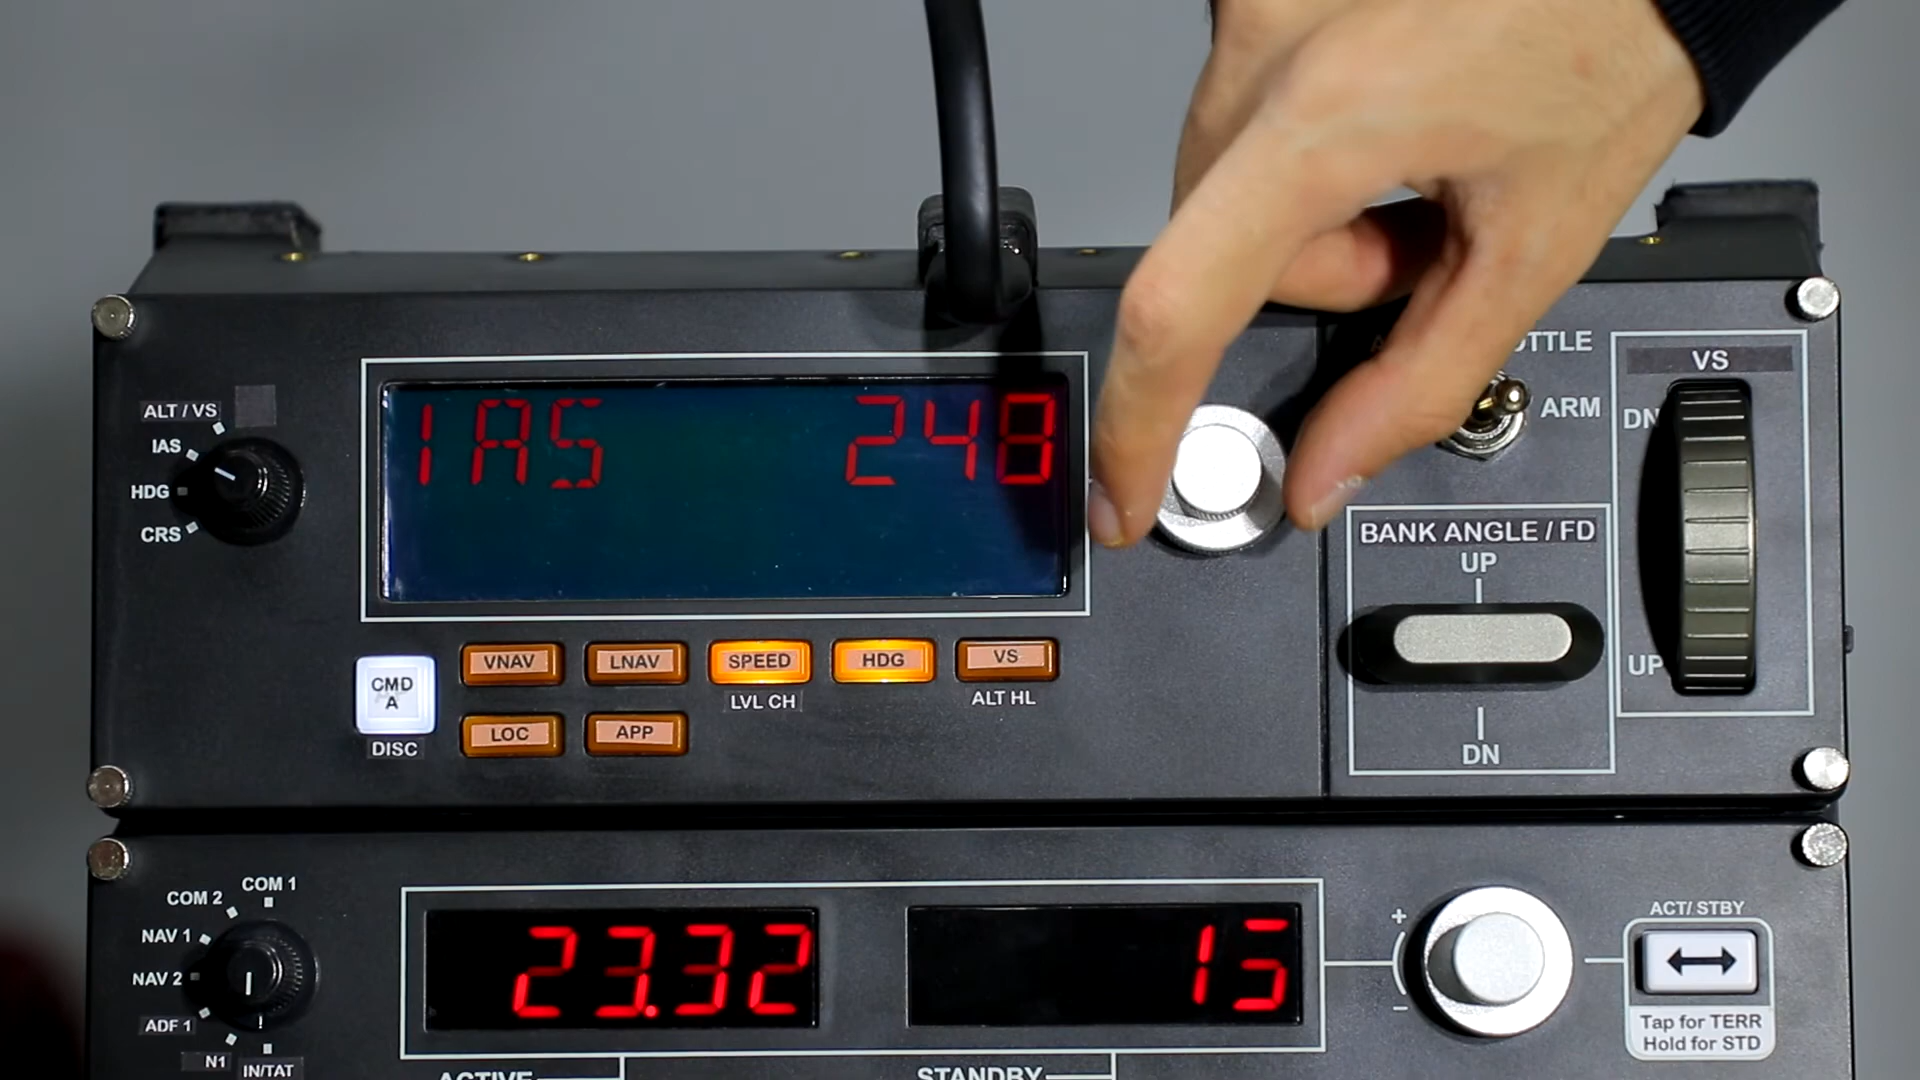 ALT / VS
IAS
HDG
CRS
IAS 248
OTTLE
ARM
VS
DN
UP
BANK ANGLE / FD
UP
DN
CMD
A
DISC
VNAV
LNAV
SPEED
HDG
VS
LVL CH
ALT HL
LOC
APP
COM 1
COM 2
NAV 1
NAV 2
ADF 1
N1
IN/TAT
23.32
15
+
−
ACT/ STBY
Tap for TERR
Hold for STD
ACTIVE
STANDBY